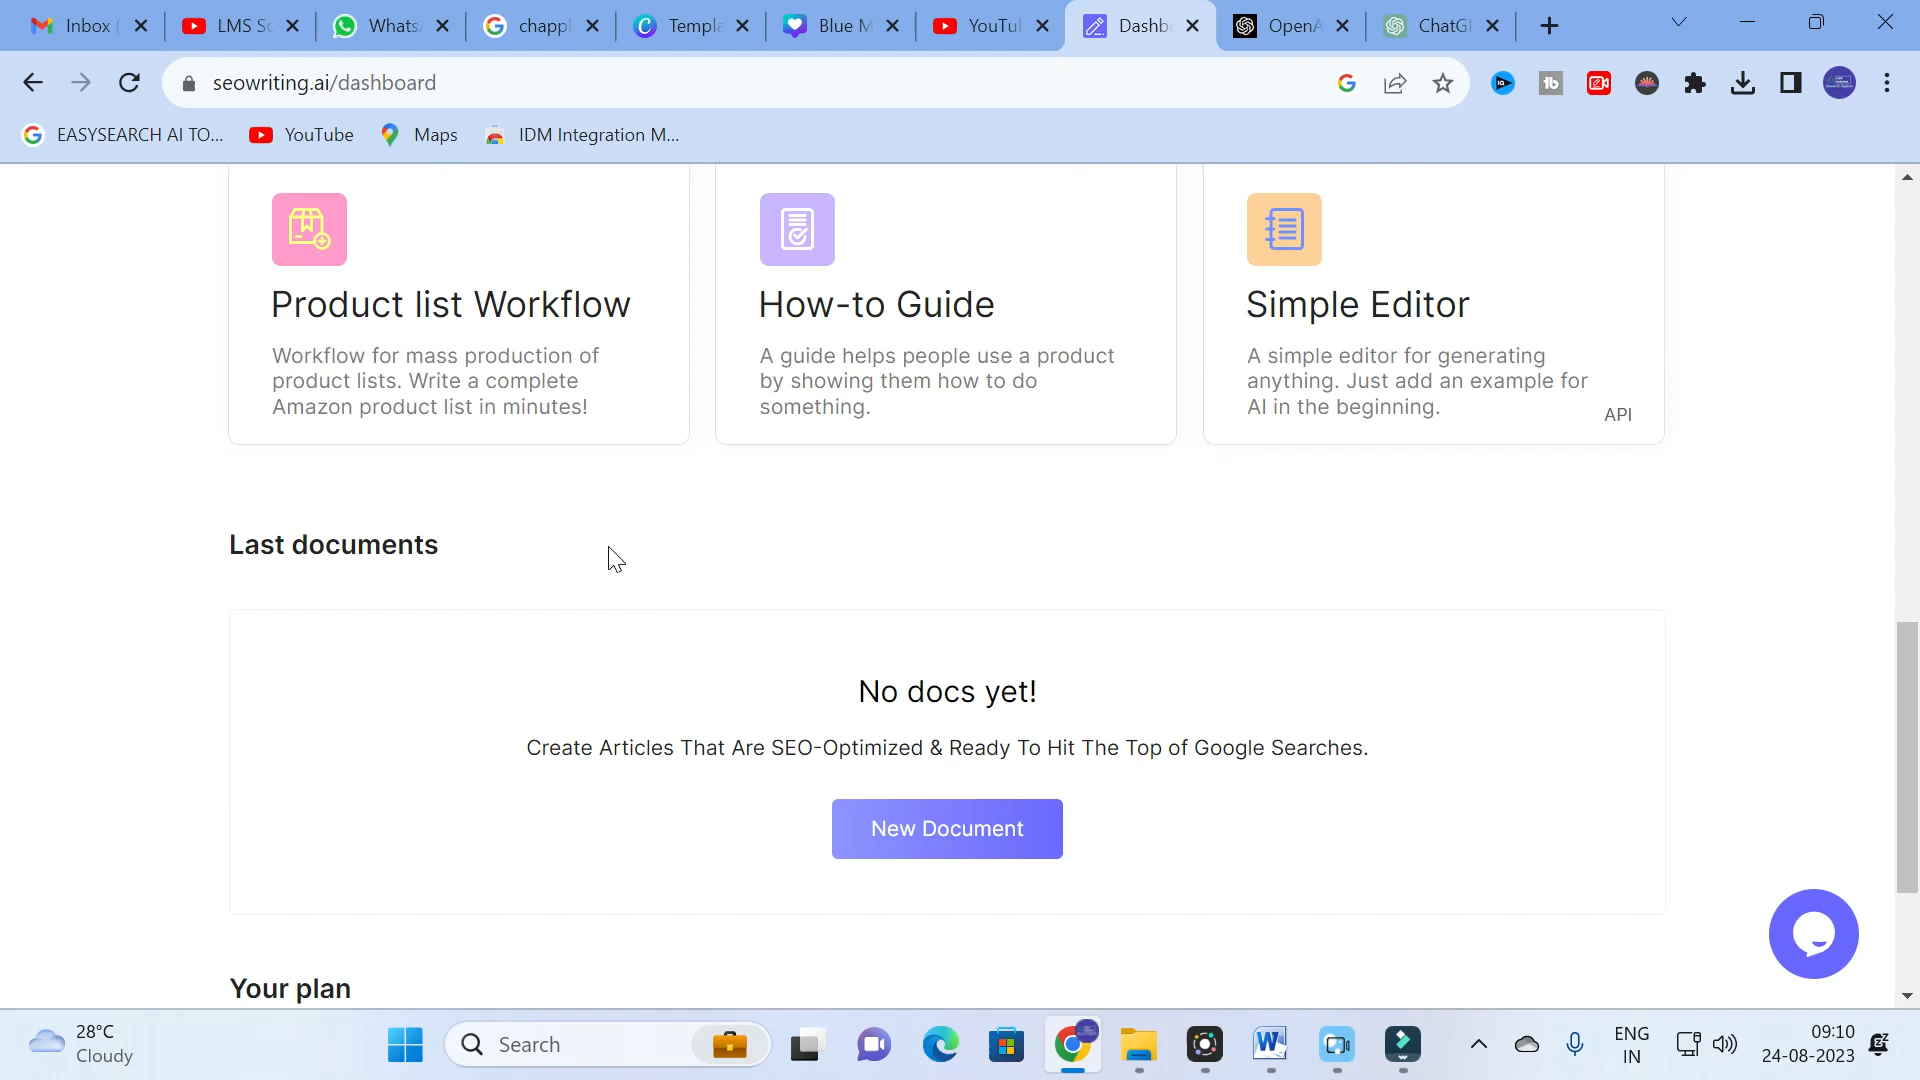 Inbox
LMS Sc
Whats
chappl
Templa
Blue M
YouTu
Dashb
OpenA
ChatG
seowriting.ai/dashboard
EASYSEARCH AI TO...
YouTube
Maps
IDM Integration M...
Product list Workflow
Workflow for mass production of
product lists. Write a complete
Amazon product list in minutes!
How-to Guide
A guide helps people use a product
by showing them how to do
something.
Simple Editor
A simple editor for generating
anything. Just add an example for
AI in the beginning.
API
Last documents
No docs yet!
Create Articles That Are SEO-Optimized & Ready To Hit The Top of Google Searches.
New Document
Your plan
28°C
Cloudy
Search
ENG
IN
09:10
24-08-2023